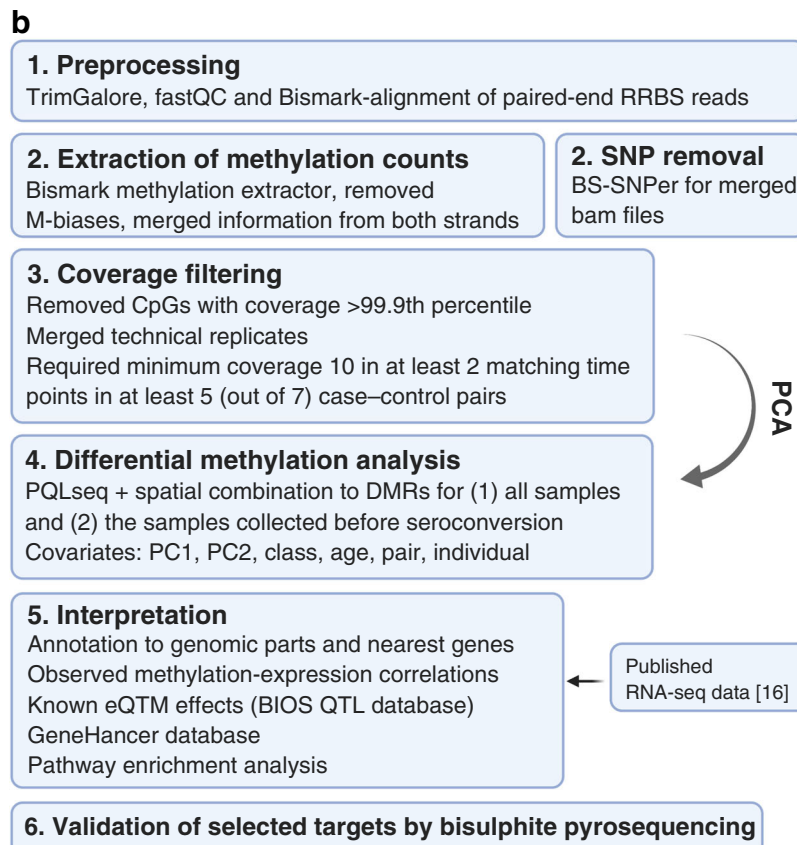 b
1. Preprocessing
TrimGalore, fastQC and Bismark-alignment of paired-end RRBS reads
2. Extraction of methylation counts
Bismark methylation extractor, removed
M-biases, merged information from both strands
2. SNP removal
BS-SNPer for merged
bam files
3. Coverage filtering
Removed CpGs with coverage >99.9th percentile
Merged technical replicates
Required minimum coverage 10 in at least 2 matching time
points in at least 5 (out of 7) case–control pairs
PCA
4. Differential methylation analysis
PQLseq + spatial combination to DMRs for (1) all samples
and (2) the samples collected before seroconversion
Covariates: PC1, PC2, class, age, pair, individual
5. Interpretation
Annotation to genomic parts and nearest genes
Observed methylation-expression correlations
Known eQTM effects (BIOS QTL database)
GeneHancer database
Pathway enrichment analysis
Published
RNA-seq data [16]
6. Validation of selected targets by bisulphite pyrosequencing